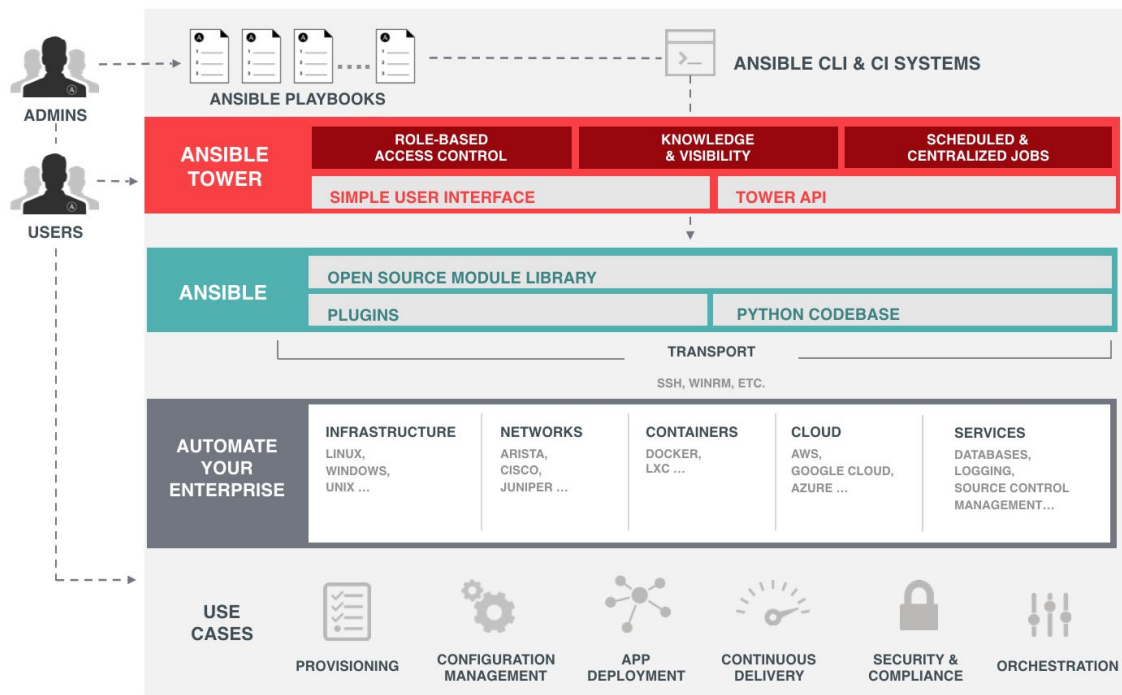 ADMINS
USERS
ANSIBLE PLAYBOOKS
ANSIBLE CLI & CI SYSTEMS
ANSIBLE
TOWER
ROLE-BASED
ACCESS CONTROL
KNOWLEDGE
& VISIBILITY
SCHEDULED &
CENTRALIZED JOBS
SIMPLE USER INTERFACE
TOWER API
ANSIBLE
OPEN SOURCE MODULE LIBRARY
PLUGINS
PYTHON CODEBASE
TRANSPORT
SSH, WINRM, ETC.
AUTOMATE
YOUR
ENTERPRISE
INFRASTRUCTURE
LINUX,
WINDOWS,
UNIX ...
NETWORKS
ARISTA,
CISCO,
JUNIPER ...
CONTAINERS
DOCKER,
LXC ...
CLOUD
AWS,
GOOGLE CLOUD,
AZURE ...
SERVICES
DATABASES,
LOGGING,
SOURCE CONTROL
MANAGEMENT...
USE
CASES
PROVISIONING
CONFIGURATION
MANAGEMENT
APP
DEPLOYMENT
CONTINUOUS
DELIVERY
SECURITY &
COMPLIANCE
ORCHESTRATION